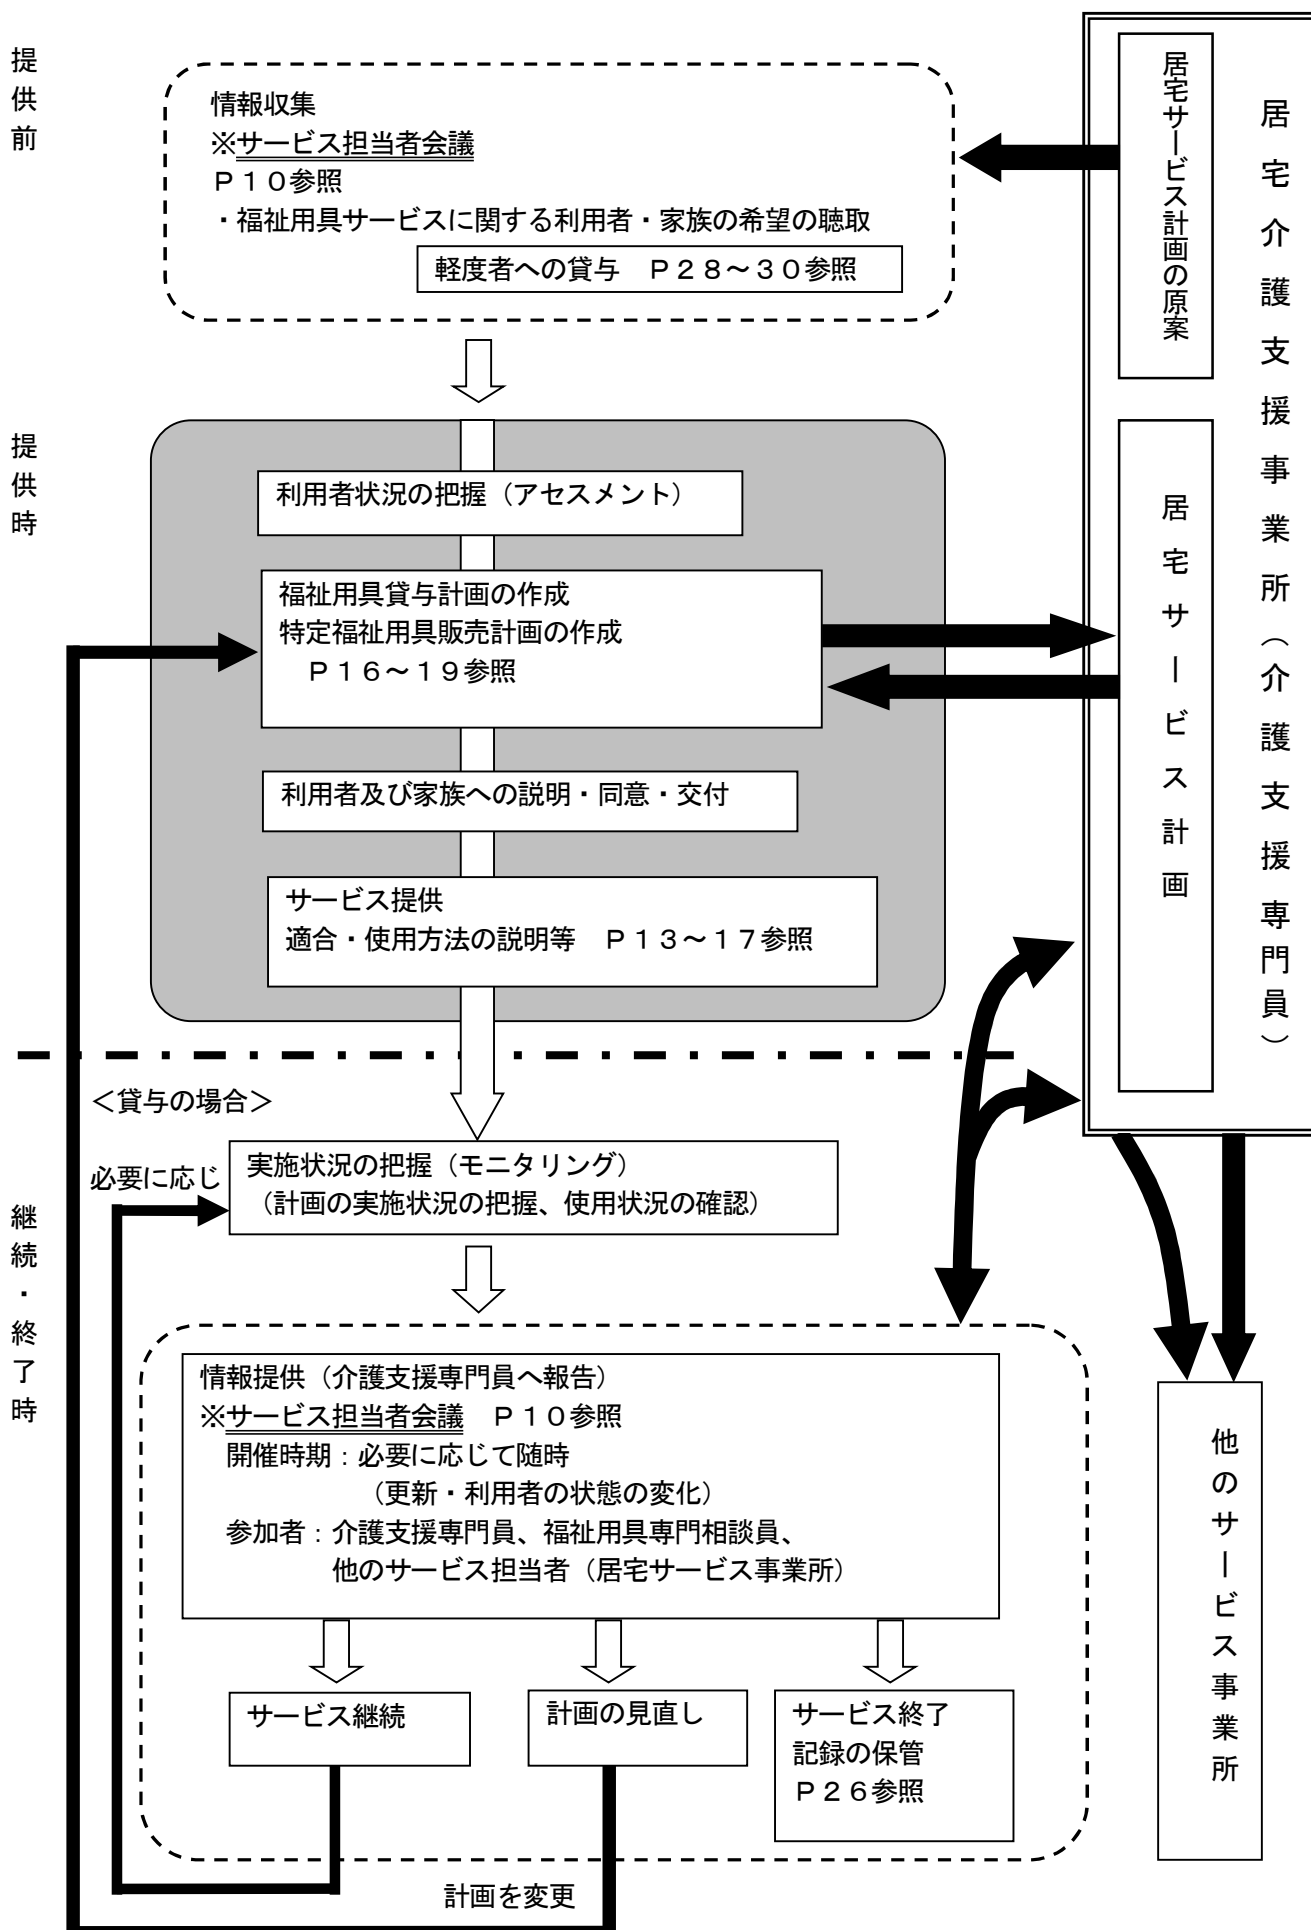 提供前
情報収集
※サービス担当者会議
Ｐ１０参照
・福祉用具サービスに関する利用者・家族の希望の聴取
軽度者への貸与　Ｐ２８～３０参照
居宅サービス計画の原案
居宅介護支援事業所（介護支援専門員）
提供時
利用者状況の把握（アセスメント）
福祉用具貸与計画の作成
特定福祉用具販売計画の作成
Ｐ１６～１９参照
利用者及び家族への説明・同意・交付
サービス提供
適合・使用方法の説明等　Ｐ１３～１７参照
居宅サービス計画
＜貸与の場合＞
継続・終了時
必要に応じ
実施状況の把握（モニタリング）
（計画の実施状況の把握、使用状況の確認）
情報提供（介護支援専門員へ報告）
※サービス担当者会議　Ｐ１０参照
開催時期：必要に応じて随時
（更新・利用者の状態の変化）
参加者：介護支援専門員、福祉用具専門相談員、
他のサービス担当者（居宅サービス事業所）
サービス継続
計画の見直し
サービス終了
記録の保管
Ｐ２６参照
他のサービス事業所
計画を変更